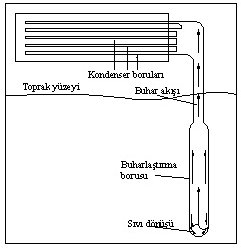 Kondenser boruları
Toprak yüzeyi
Buhar akışı
Buharlaştırma
borusu
Sıvı dönüşü